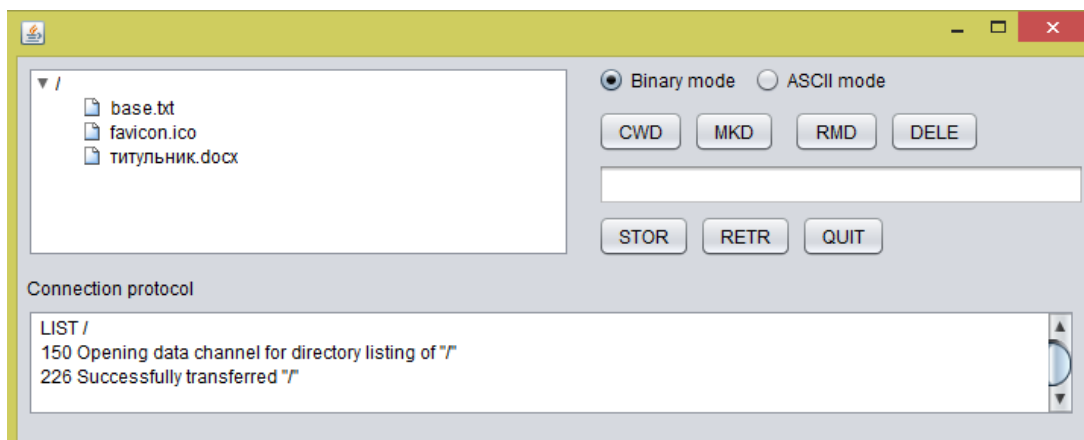 /
base.txt
favicon.ico
титульник.docx
Binary mode ASCII mode
CWD MKD RMD DELE
STOR RETR QUIT
Connection protocol
LIST /
150 Opening data channel for directory listing of "/"
226 Successfully transferred "/"